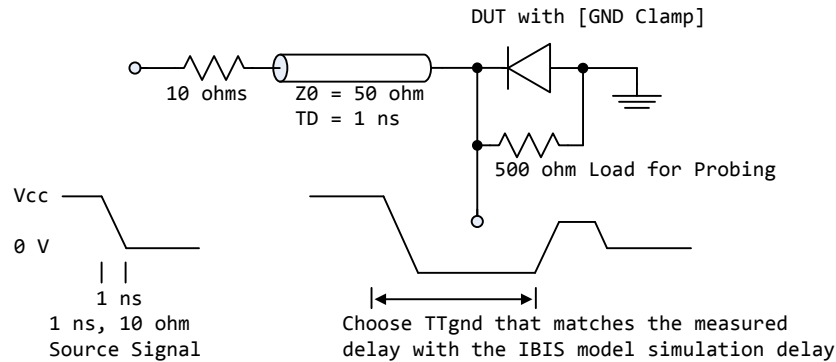 DUT with [GND Clamp]
10 ohms
Z0 = 50 ohm
TD = 1 ns
500 ohm Load for Probing
Vcc
0 V
1 ns
1 ns, 10 ohm
Source Signal
Choose TTgnd that matches the measured
delay with the IBIS model simulation delay